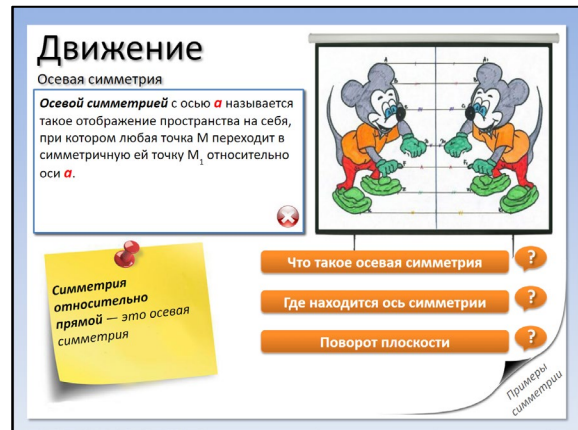 Движение
Осевая симметрия
Осевой симметрией с осью a называется
такое отображение пространства на себя,
при котором любая точка М переходит в
симметричную ей точку М₁ относительно
оси a.
Симметрия
относительно
прямой — это осевая
симметрия
Что такое осевая симметрия
?
Где находится ось симметрии
?
Поворот плоскости
?
Примеры
симметрии